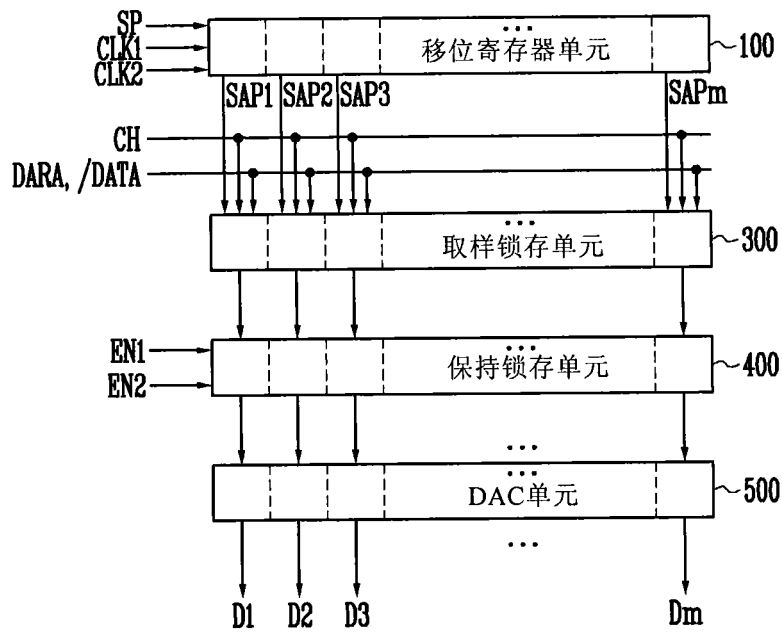 SP
CLK1
CLK2
移位寄存器单元
100
SAP1 SAP2 SAP3 SAPm
CH
DARA, /DATA
取样锁存单元
300
EN1
EN2
保持锁存单元
400
DAC单元
500
D1 D2 D3 Dm